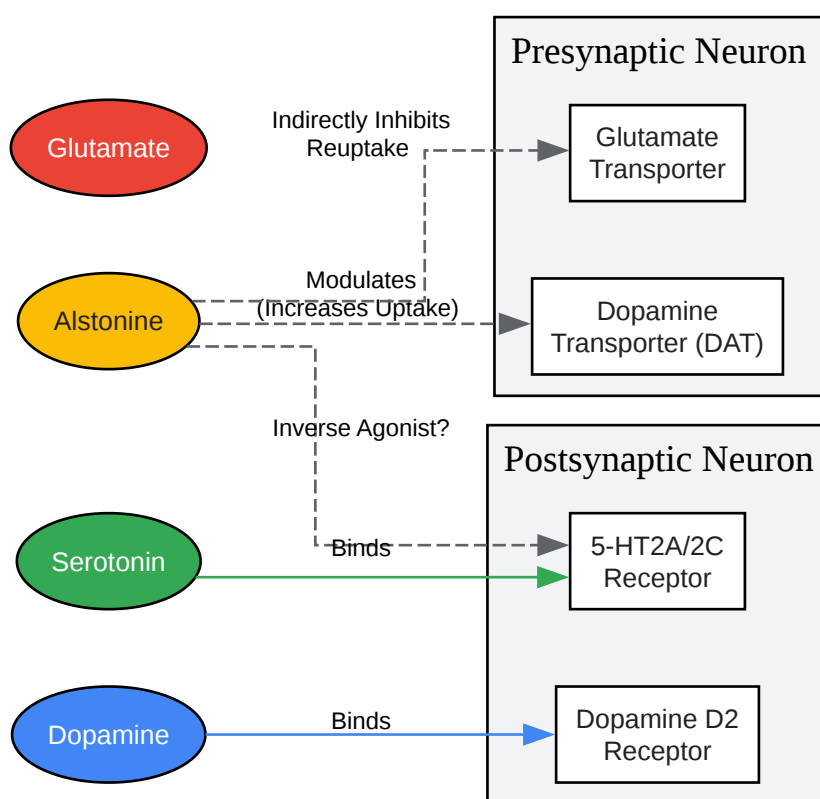 Presynaptic Neuron
Glutamate
Indirectly Inhibits
Reuptake
Glutamate
Transporter
Alstonine
Modulates
(Increases Uptake)
Dopamine
Transporter (DAT)
Inverse Agonist?
Postsynaptic Neuron
Serotonin
Binds
5-HT2A/2C
Receptor
Dopamine
Binds
Dopamine D2
Receptor